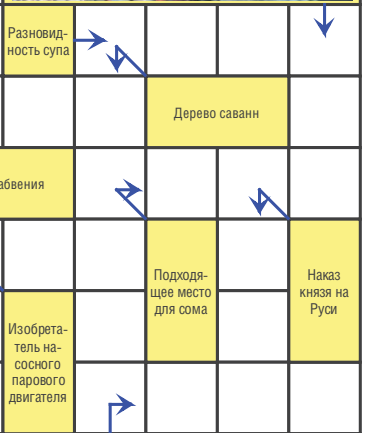 Разновид-
ность супа
Дерево саванн
абвения
Подходя-
щее место
для сома
Наказ
князя на
Руси
Изобрета-
тель на-
сосного
парового
двигателя